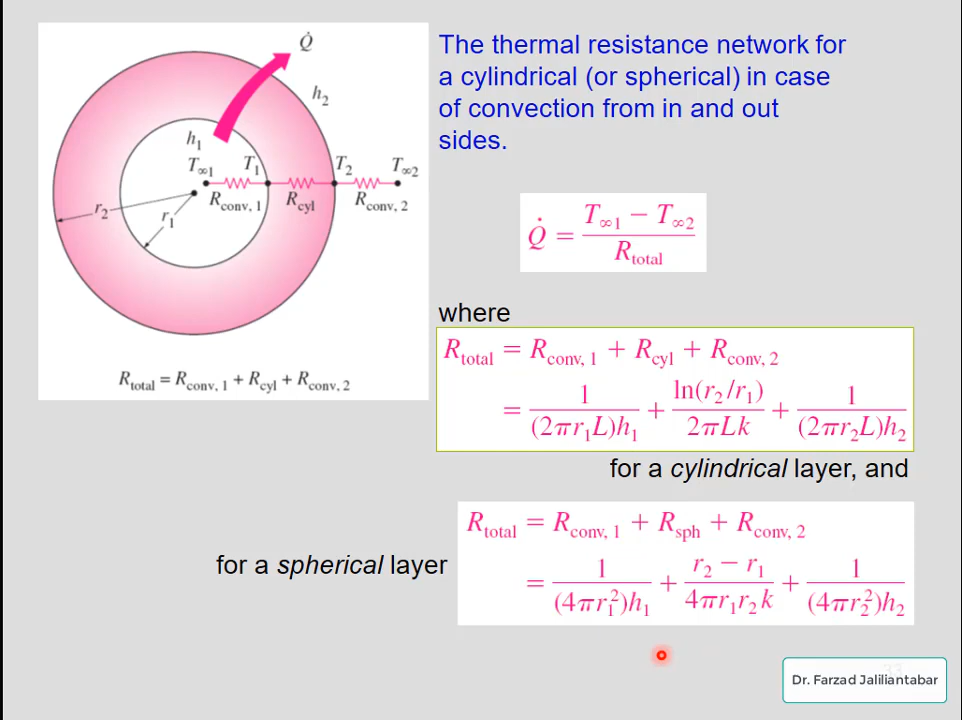 Q̇
h₂
h₁
T∞1 T₁ T₂ T∞2
Rconv, 1 Rcyl Rconv, 2
r₂
r₁
Rtotal = Rconv, 1 + Rcyl + Rconv, 2
The thermal resistance network for
a cylindrical (or spherical) in case
of convection from in and out
sides.
Q̇ = (T∞1 − T∞2) / Rtotal
where
Rtotal = Rconv, 1 + Rcyl + Rconv, 2
= 1 / (2πr₁L)h₁ + ln(r₂/r₁) / 2πLk + 1 / (2πr₂L)h₂
for a cylindrical layer, and
for a spherical layer
Rtotal = Rconv, 1 + Rsph + Rconv, 2
= 1 / (4πr₁²)h₁ + (r₂ − r₁) / 4πr₁r₂k + 1 / (4πr₂²)h₂
33
Dr. Farzad Jaliliantabar